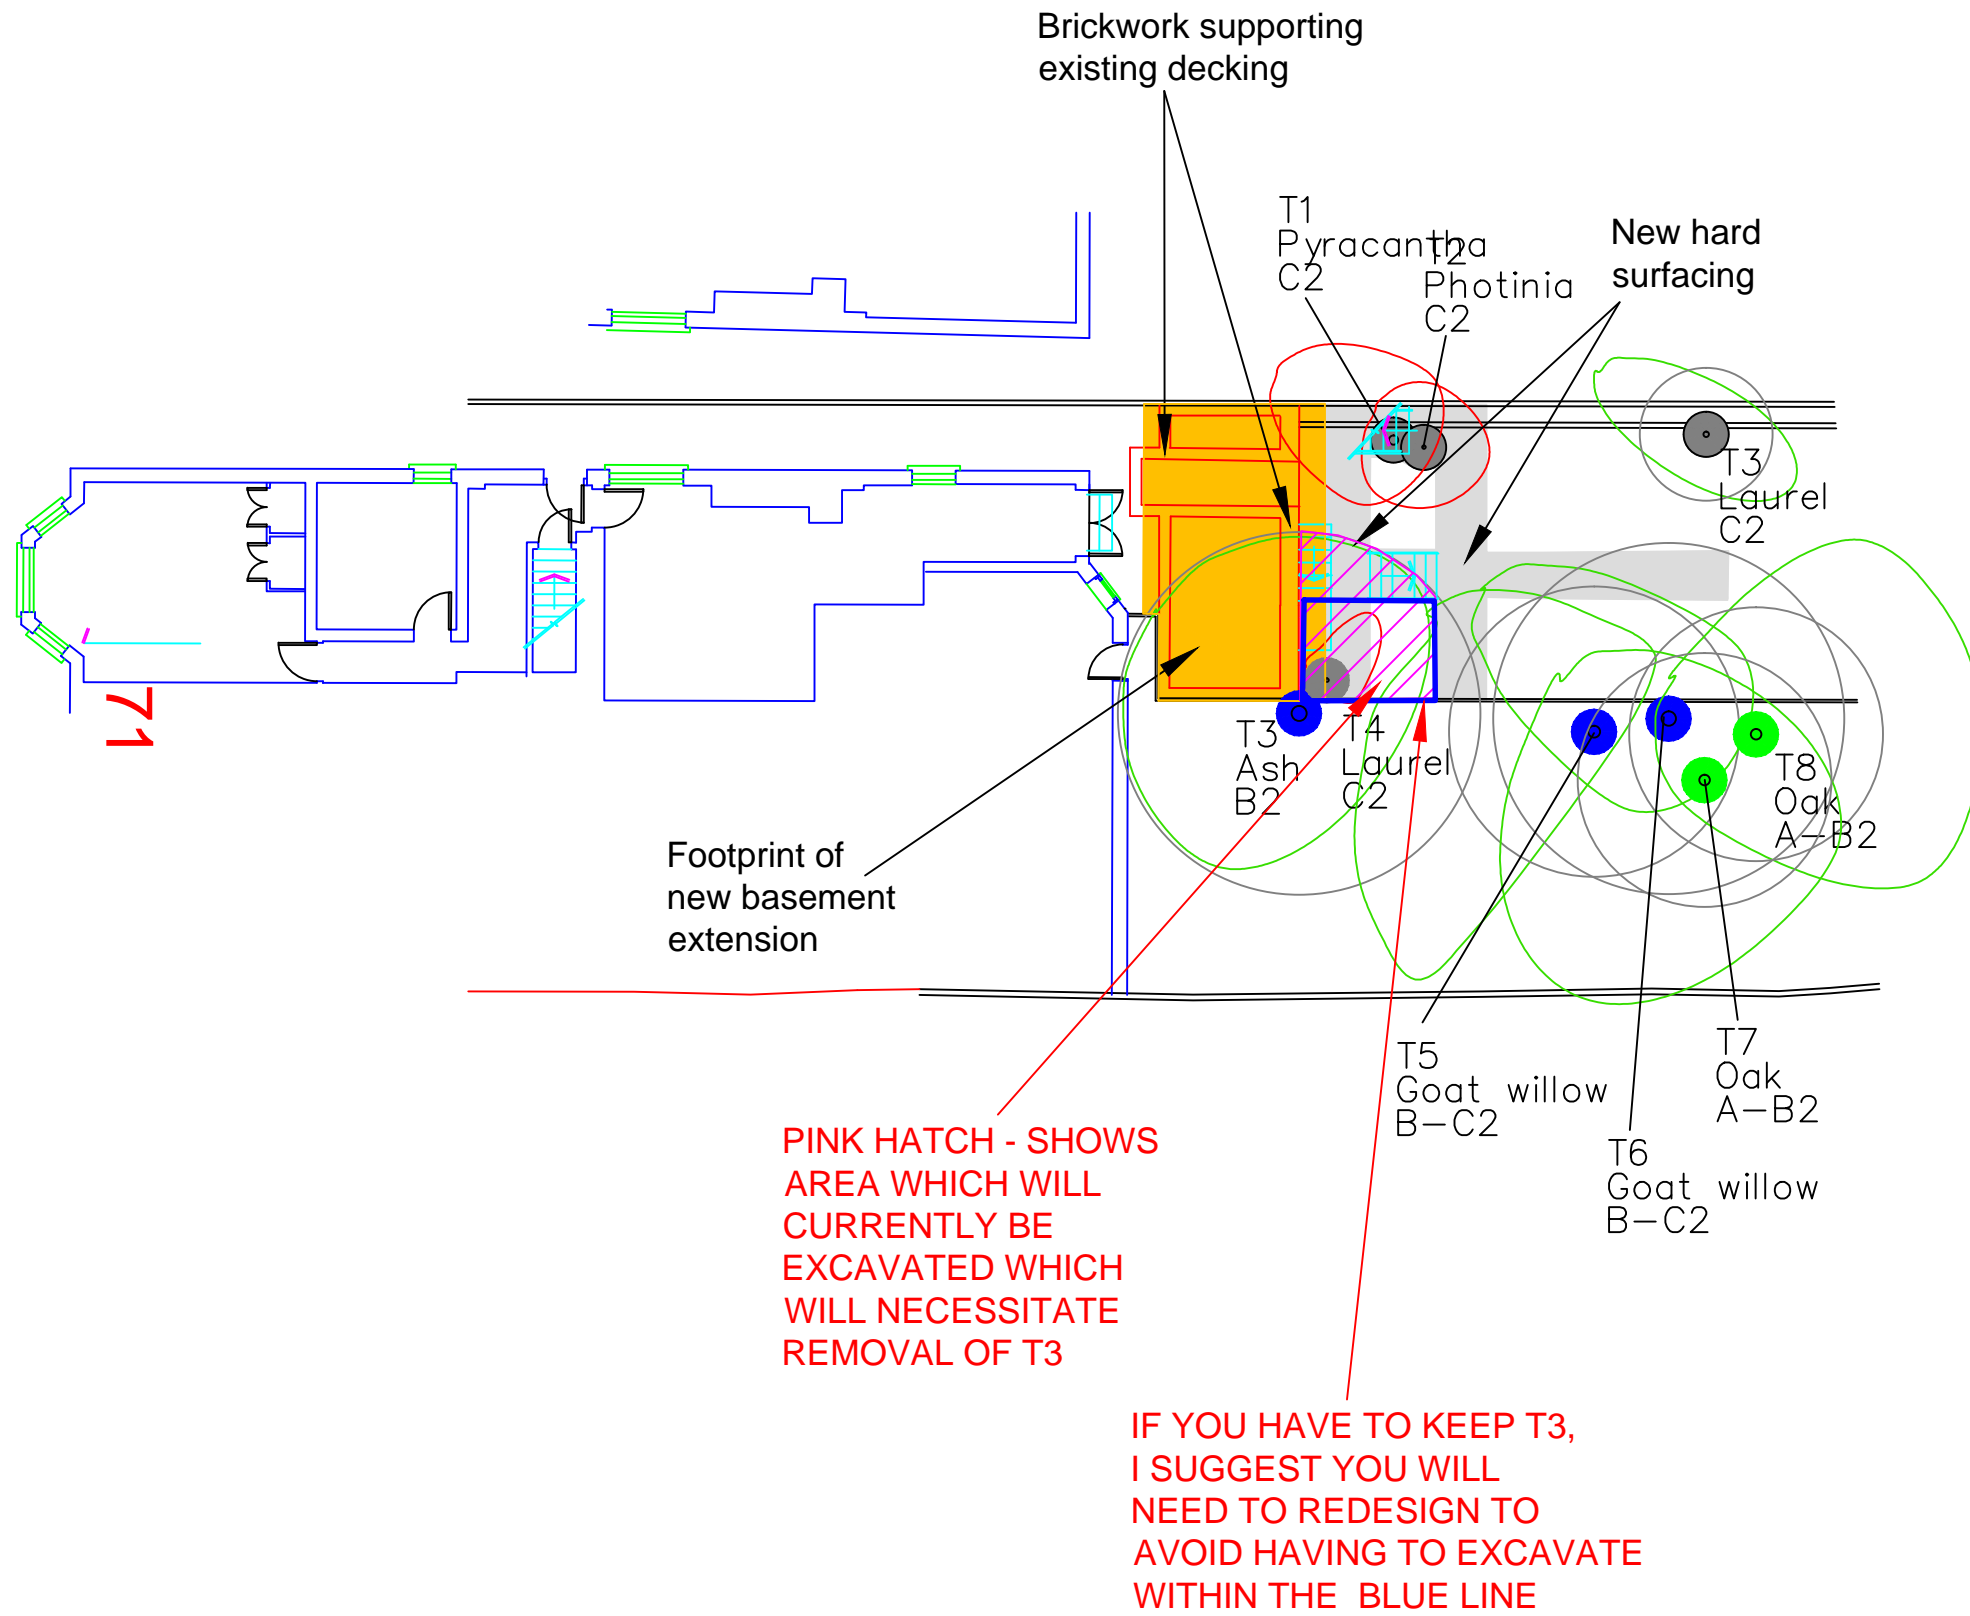 Brickwork supporting
existing decking
T1
Pyracantha
C2
T2
Photinia
C2
New hard
surfacing
T3
Laurel
C2
71
T3
Ash
B2
T4
Laurel
C2
T8
Oak
A-B2
Footprint of
new basement
extension
T5
Goat willow
B-C2
T7
Oak
A-B2
T6
Goat willow
B-C2
PINK HATCH - SHOWS
AREA WHICH WILL
CURRENTLY BE
EXCAVATED WHICH
WILL NECESSITATE
REMOVAL OF T3
IF YOU HAVE TO KEEP T3,
I SUGGEST YOU WILL
NEED TO REDESIGN TO
AVOID HAVING TO EXCAVATE
WITHIN THE BLUE LINE